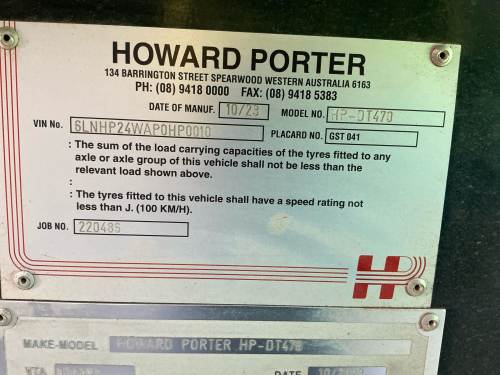 HOWARD PORTER
134 BARRINGTON STREET SPEARWOOD WESTERN AUSTRALIA 6163
PH: (08) 9418 0000 FAX: (08) 9418 5383
DATE OF MANUF. 10/23 MODEL NO. HP-DT470
VIN No. 6LNHP24WAP0HP0010 PLACARD NO. GST 041
: The sum of the load carrying capacities of the tyres fitted to any
axle or axle group of this vehicle shall not be less than the
relevant load shown above.
:
: The tyres fitted to this vehicle shall have a speed rating not
less than J. (100 KM/H).
JOB NO. 220485
HP
MAKE-MODEL HOWARD PORTER HP-DT470
VTA DATE